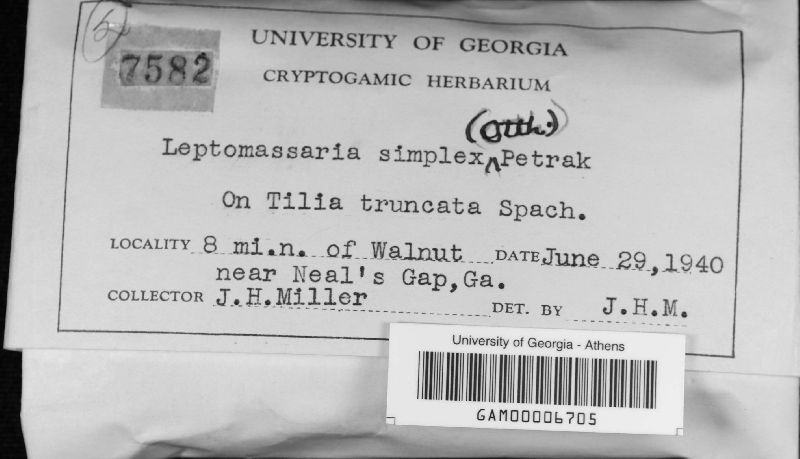 5
7582
UNIVERSITY OF GEORGIA
CRYPTOGAMIC HERBARIUM
(Otth.)
Leptomassaria simplex ^ Petrak
On Tilia truncata Spach.
LOCALITY 8 mi.n. of Walnut DATE June 29,1940
near Neal's Gap,Ga.
COLLECTOR J.H.Miller DET. BY J.H.M.
University of Georgia - Athens
GAM00006705